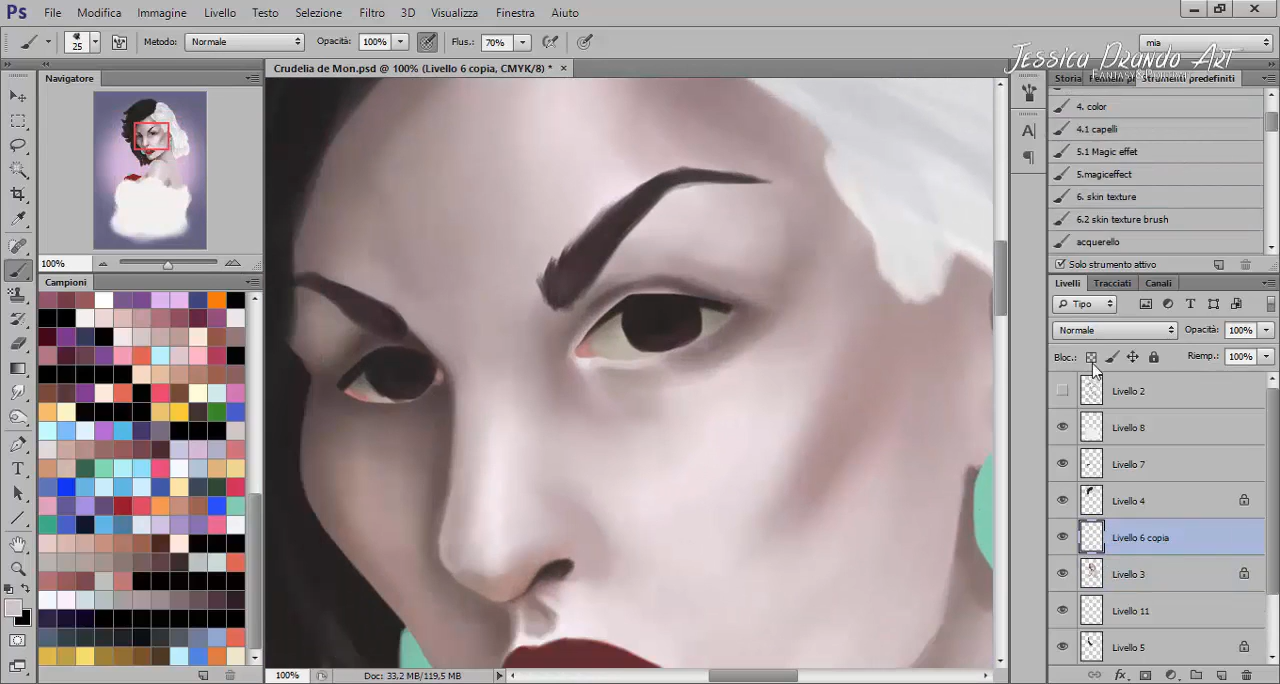 Ps File Modifica Immagine Livello Testo Selezione Filtro 3D Visualizza Finestra Aiuto
25 Metodo: Normale Opacità: 100% Flus.: 70% mia
Jessica Drando Art
Navigatore
Crudelia de Mon.psd @ 100% (Livello 6 copia, CMYK/8) *
Storia Strumenti predefiniti
4. color
4.1 capelli
5.1 Magic effet
5.magiceffect
6. skin texture
6.2 skin texture brush
acquerello
100%
Solo strumento attivo
Campioni
Livelli Tracciati Canali
Tipo
Normale Opacità: 100%
Bloc.: Riemp.: 100%
Livello 2
Livello 8
Livello 7
Livello 4
Livello 6 copia
Livello 3
Livello 11
Livello 5
100% Doc: 33,2 MB/119,5 MB